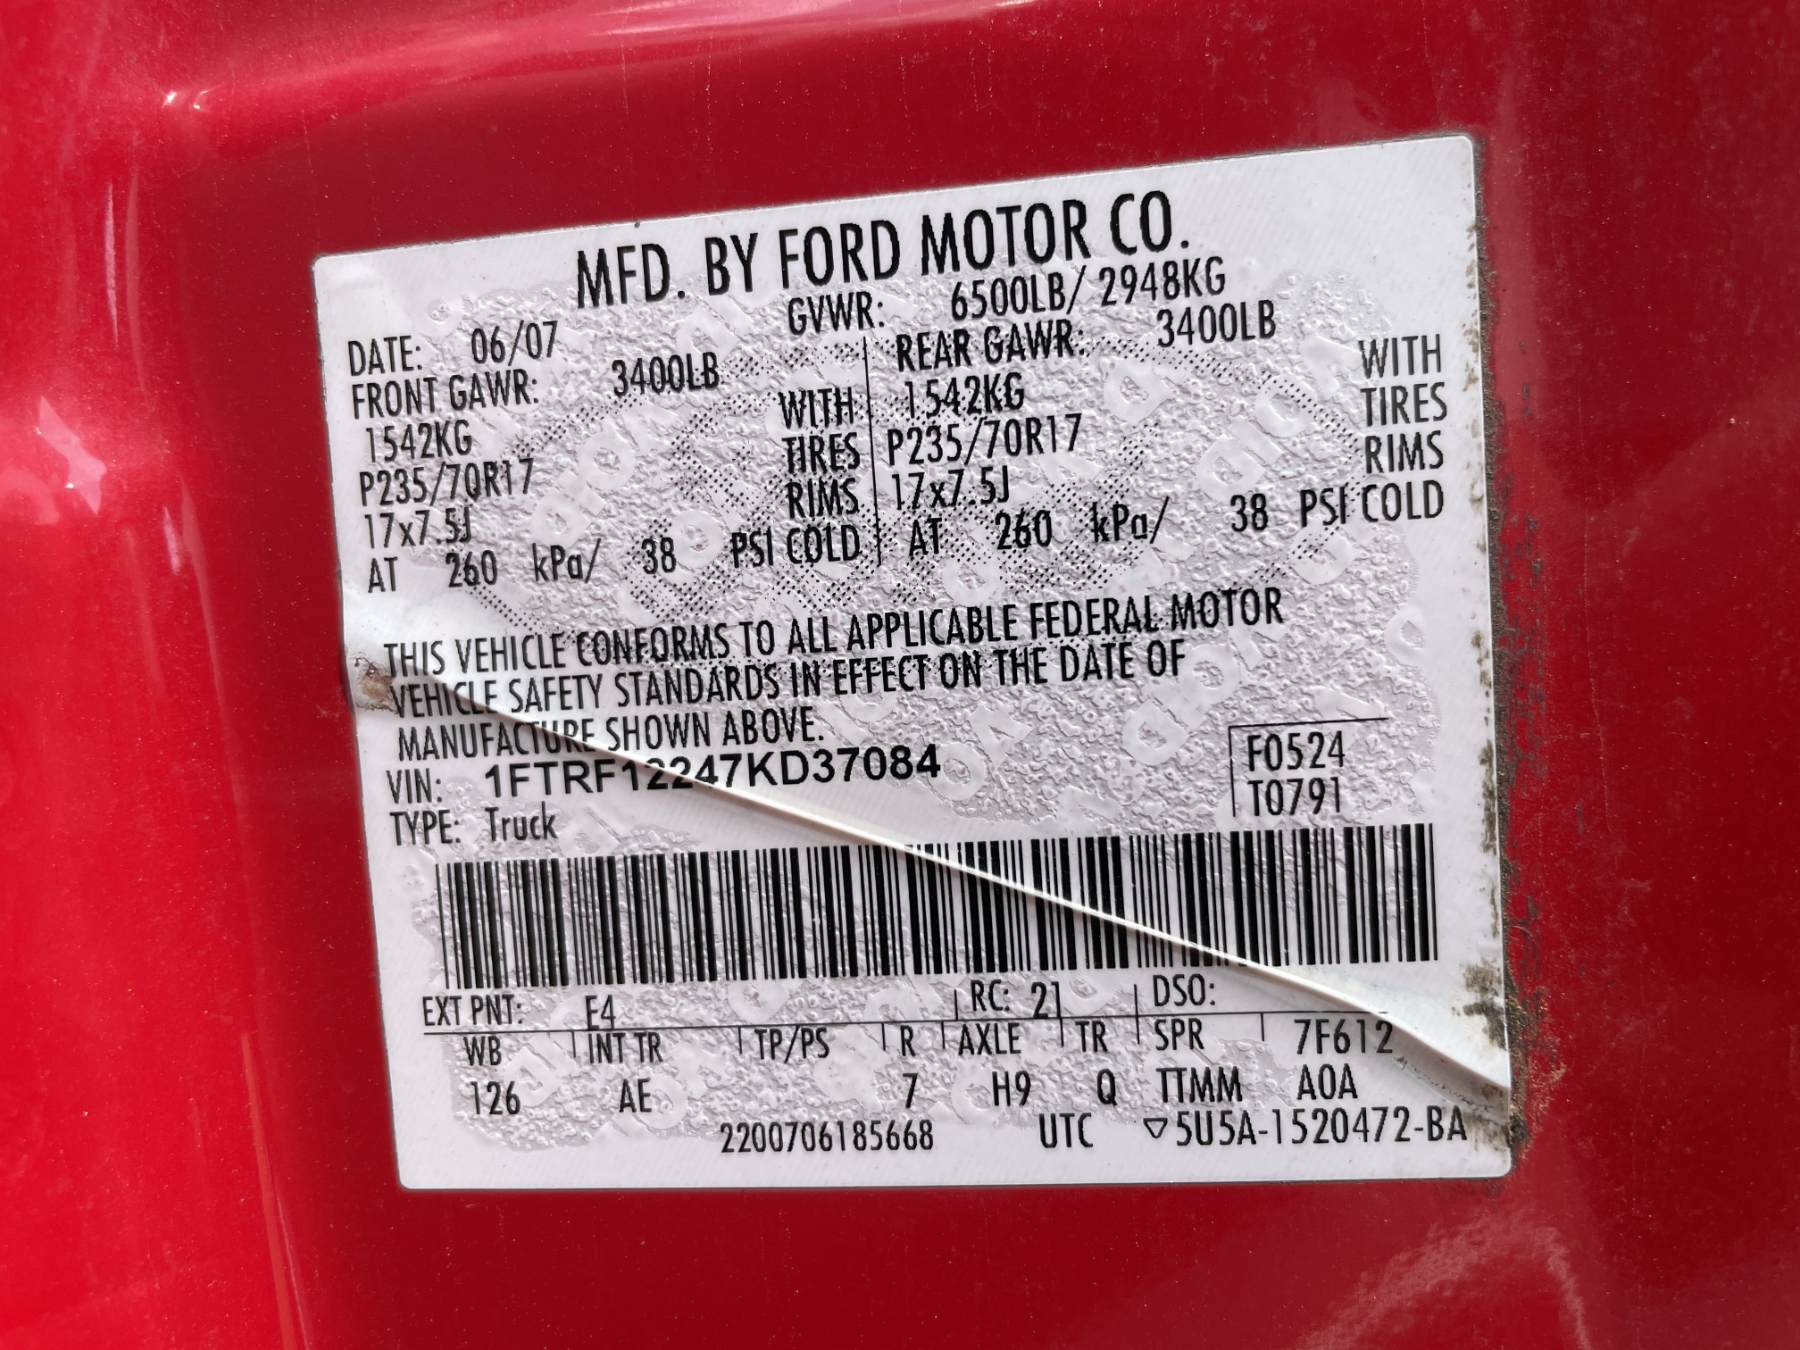 MFD. BY FORD MOTOR CO.
DATE: 06/07 GVWR: 6500LB/ 2948KG
FRONT GAWR: 3400LB REAR GAWR: 3400LB
1542KG WITH 1542KG WITH
P235/70R17 TIRES P235/70R17 TIRES
17x7.5J RIMS 17x7.5J RIMS
AT 260 kPa/ 38 PSI COLD AT 260 kPa/ 38 PSI COLD
THIS VEHICLE CONFORMS TO ALL APPLICABLE FEDERAL MOTOR
VEHICLE SAFETY STANDARDS IN EFFECT ON THE DATE OF
MANUFACTURE SHOWN ABOVE.
VIN: 1FTRF12247KD37084 F0524
TYPE: Truck T0791
EXT PNT: E4 RC: 21 DSO:
WB INT TR TP/PS R AXLE TR SPR 7F612
126 AE 7 H9 Q TTMM A0A
2200706185668 UTC ▽5U5A-1520472-BA